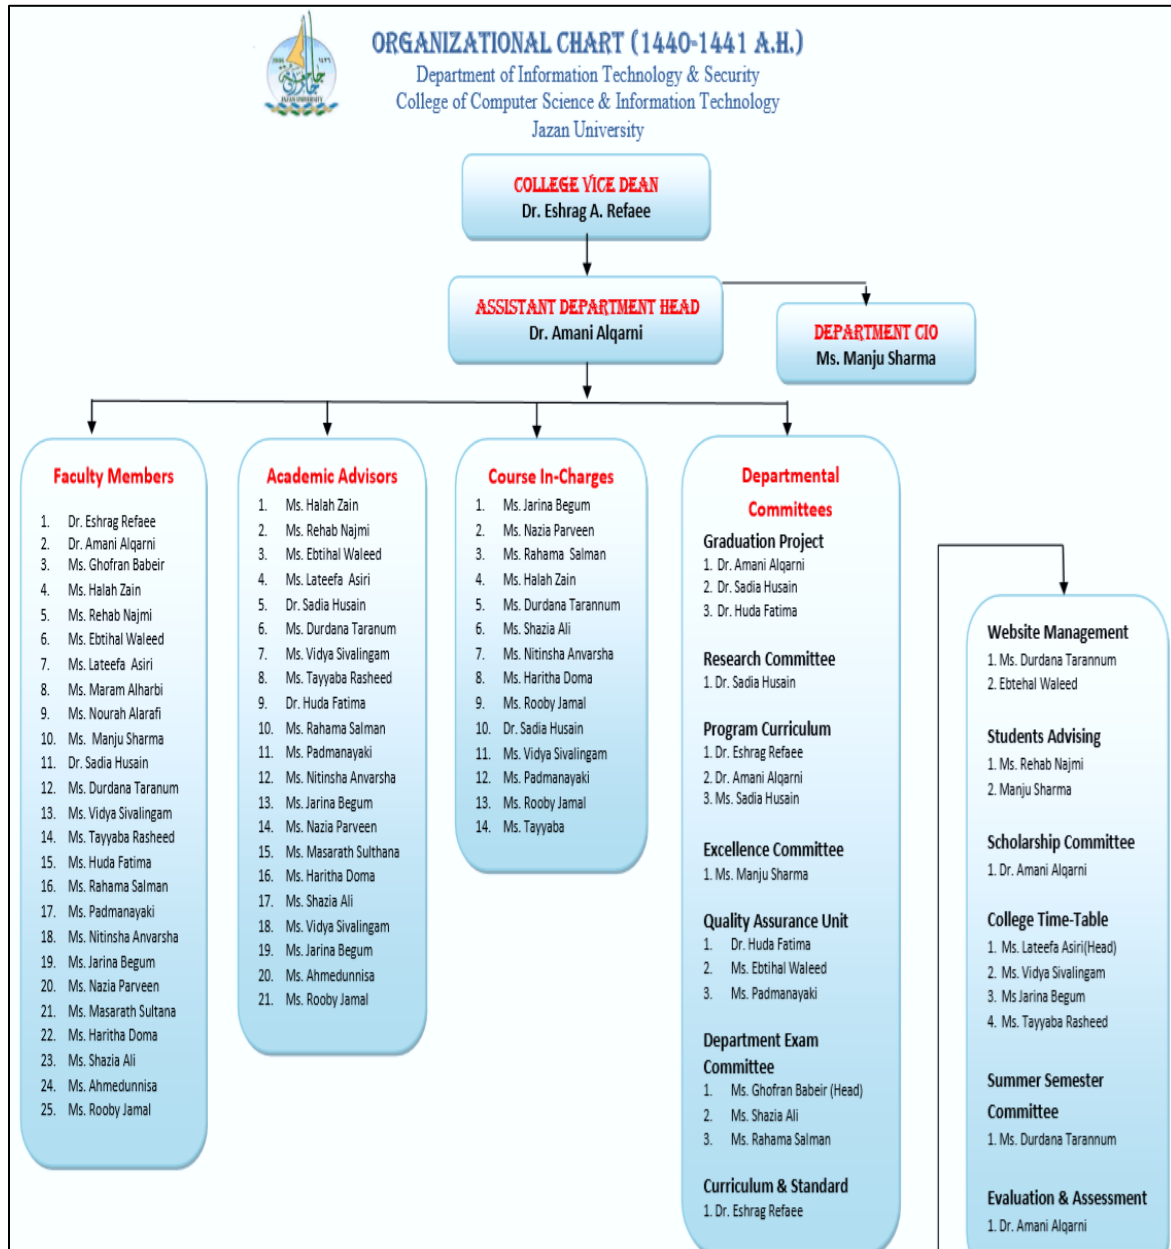 ORGANIZATIONAL CHART (1440-1441 A.H.)
Department of Information Technology & Security
College of Computer Science & Information Technology
Jazan University
JAZAN UNIVERSITY
COLLEGE VICE DEAN
Dr. Eshrag A. Refaee
ASSISTANT DEPARTMENT HEAD
Dr. Amani Alqarni
DEPARTMENT CIO
Ms. Manju Sharma
Faculty Members
1. Dr. Eshrag Refaee
2. Dr. Amani Alqarni
3. Ms. Ghofran Babeir
4. Ms. Halah Zain
5. Ms. Rehab Najmi
6. Ms. Ebtihal Waleed
7. Ms. Lateefa Asiri
8. Ms. Maram Alharbi
9. Ms. Nourah Alarafi
10. Ms. Manju Sharma
11. Dr. Sadia Husain
12. Ms. Durdana Taranum
13. Ms. Vidya Sivalingam
14. Ms. Tayyaba Rasheed
15. Ms. Huda Fatima
16. Ms. Rahama Salman
17. Ms. Padmanayaki
18. Ms. Nitinsha Anvarsha
19. Ms. Jarina Begum
20. Ms. Nazia Parveen
21. Ms. Masarath Sultana
22. Ms. Haritha Doma
23. Ms. Shazia Ali
24. Ms. Ahmedunnisa
25. Ms. Rooby Jamal
Academic Advisors
1. Ms. Halah Zain
2. Ms. Rehab Najmi
3. Ms. Ebtihal Waleed
4. Ms. Lateefa Asiri
5. Dr. Sadia Husain
6. Ms. Durdana Taranum
7. Ms. Vidya Sivalingam
8. Ms. Tayyaba Rasheed
9. Dr. Huda Fatima
10. Ms. Rahama Salman
11. Ms. Padmanayaki
12. Ms. Nitinsha Anvarsha
13. Ms. Jarina Begum
14. Ms. Nazia Parveen
15. Ms. Masarath Sulthana
16. Ms. Haritha Doma
17. Ms. Shazia Ali
18. Ms. Vidya Sivalingam
19. Ms. Jarina Begum
20. Ms. Ahmedunnisa
21. Ms. Rooby Jamal
Course In-Charges
1. Ms. Jarina Begum
2. Ms. Nazia Parveen
3. Ms. Rahama Salman
4. Ms. Halah Zain
5. Ms. Durdana Tarannum
6. Ms. Shazia Ali
7. Ms. Nitinsha Anvarsha
8. Ms. Haritha Doma
9. Ms. Rooby Jamal
10. Dr. Sadia Husain
11. Ms. Vidya Sivalingam
12. Ms. Padmanayaki
13. Ms. Rooby Jamal
14. Ms. Tayyaba
Departmental
Committees
Graduation Project
1. Dr. Amani Alqarni
2. Dr. Sadia Husain
3. Dr. Huda Fatima
Research Committee
1. Dr. Sadia Husain
Program Curriculum
1. Dr. Eshrag Refaee
2. Dr. Amani Alqarni
3. Ms. Sadia Husain
Excellence Committee
1. Ms. Manju Sharma
Quality Assurance Unit
1. Dr. Huda Fatima
2. Ms. Ebtihal Waleed
3. Ms. Padmanayaki
Department Exam
Committee
1. Ms. Ghofran Babeir (Head)
2. Ms. Shazia Ali
3. Ms. Rahama Salman
Curriculum & Standard
1. Dr. Eshrag Refaee
Website Management
1. Ms. Durdana Tarannum
2. Ebtehal Waleed
Students Advising
1. Ms. Rehab Najmi
2. Manju Sharma
Scholarship Committee
1. Dr. Amani Alqarni
College Time-Table
1. Ms. Lateefa Asiri(Head)
2. Ms. Vidya Sivalingam
3. Ms Jarina Begum
4. Ms. Tayyaba Rasheed
Summer Semester
Committee
1. Ms. Durdana Tarannum
Evaluation & Assessment
1. Dr. Amani Alqarni